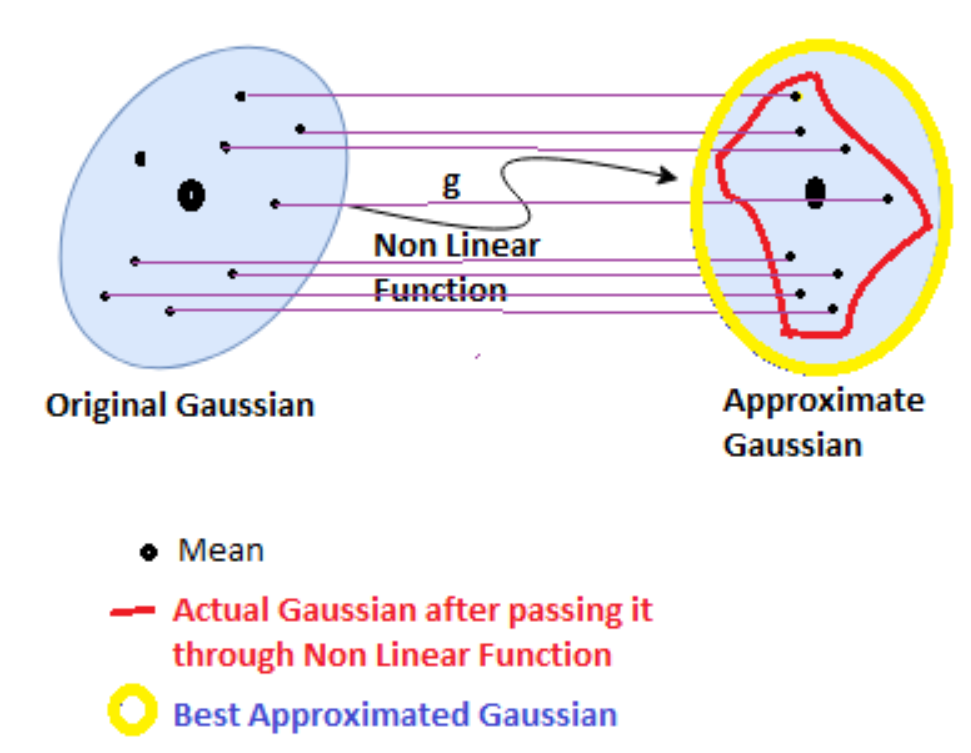 g
Non Linear
Function
Original Gaussian
Approximate
Gaussian
Mean
Actual Gaussian after passing it
through Non Linear Function
Best Approximated Gaussian